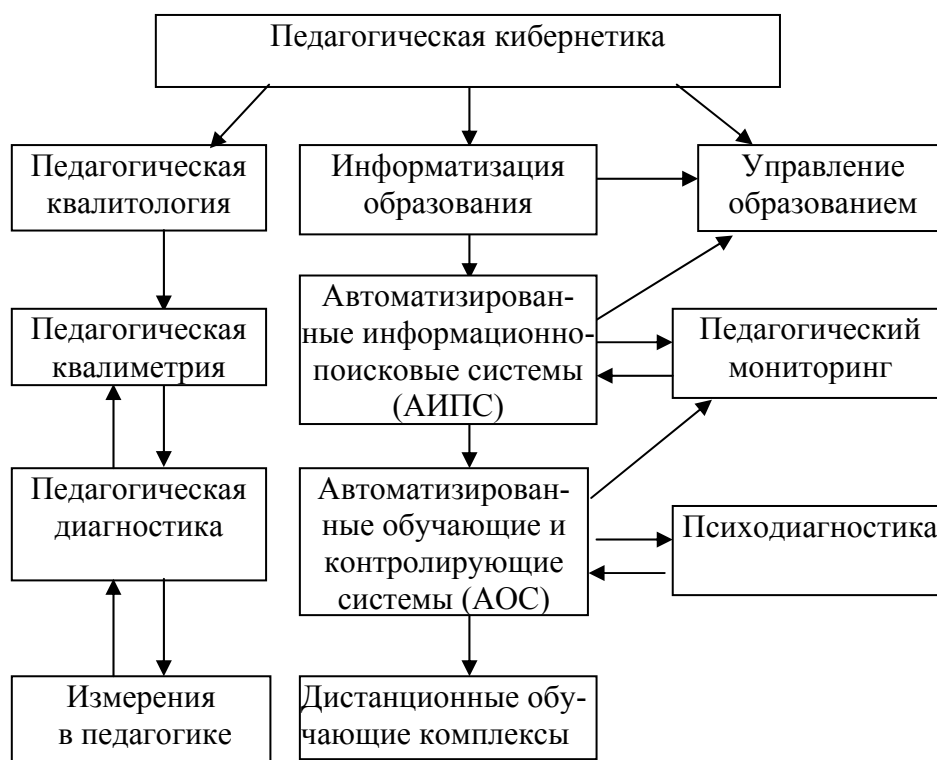 Педагогическая кибернетика
Педагогическая
квалитология
Информатизация
образования
Управление
образованием
Педагогическая
квалиметрия
Автоматизирован-
ные информационно-
поисковые системы
(АИПС)
Педагогический
мониторинг
Педагогическая
диагностика
Автоматизирован-
ные обучающие и
контролирующие
системы (АОС)
Психодиагностика
Измерения
в педагогике
Дистанционные обу-
чающие комплексы